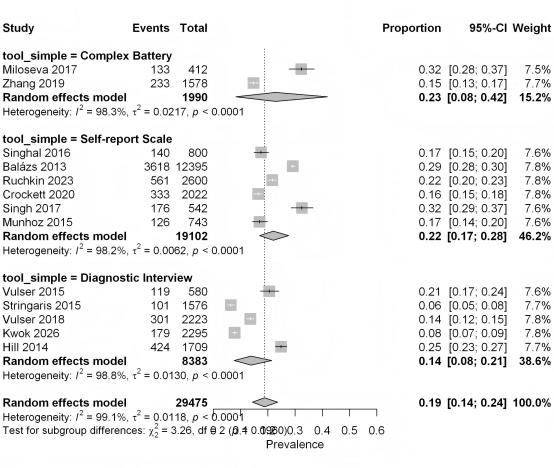 Study Events Total Proportion 95%-CI Weight
tool_simple = Complex Battery
Miloseva 2017 133 412 0.32 [0.28; 0.37] 7.5%
Zhang 2019 233 1578 0.15 [0.13; 0.17] 7.7%
Random effects model 1990 0.23 [0.08; 0.42] 15.2%
Heterogeneity: I² = 98.3%, τ² = 0.0217, p < 0.0001
tool_simple = Self-report Scale
Singhal 2016 140 800 0.17 [0.15; 0.20] 7.6%
Balázs 2013 3618 12395 0.29 [0.28; 0.30] 7.8%
Ruchkin 2023 561 2600 0.22 [0.20; 0.23] 7.7%
Crockett 2020 333 2022 0.16 [0.15; 0.18] 7.7%
Singh 2017 176 542 0.32 [0.29; 0.37] 7.6%
Munhoz 2015 126 743 0.17 [0.14; 0.20] 7.6%
Random effects model 19102 0.22 [0.17; 0.28] 46.2%
Heterogeneity: I² = 98.2%, τ² = 0.0062, p < 0.0001
tool_simple = Diagnostic Interview
Vulser 2015 119 580 0.21 [0.17; 0.24] 7.6%
Stringaris 2015 101 1576 0.06 [0.05; 0.08] 7.7%
Vulser 2018 301 2223 0.14 [0.12; 0.15] 7.7%
Kwok 2026 179 2295 0.08 [0.07; 0.09] 7.7%
Hill 2014 424 1709 0.25 [0.23; 0.27] 7.7%
Random effects model 8383 0.14 [0.08; 0.21] 38.6%
Heterogeneity: I² = 98.8%, τ² = 0.0130, p < 0.0001
Random effects model 29475 0.19 [0.14; 0.24] 100.0%
Heterogeneity: I² = 99.1%, τ² = 0.0118, p < 0.0001
Test for subgroup differences: χ²₂ = 3.26, df = 2 0.3 0.4 0.5 0.6
Prevalence